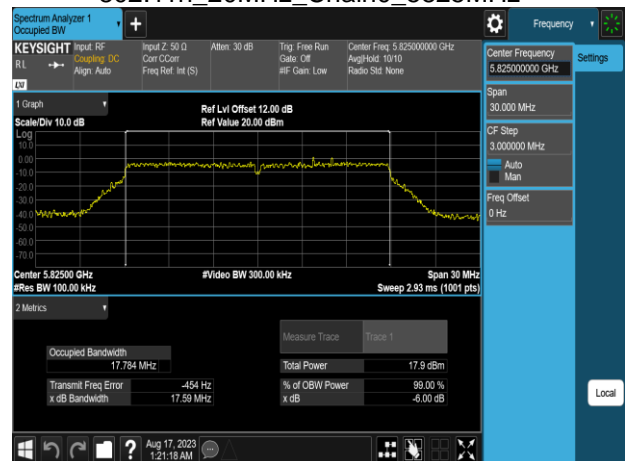 Spectrum Analyzer 1
Occupied BW
Frequency
KEYSIGHT
RL
LXI
Input: RF
Coupling: DC
Align: Auto
Input Z: 50 Ω
Corr CCorr
Freq Ref: Int (S)
Atten: 30 dB
Trig: Free Run
Gate: Off
#IF Gain: Low
Center Freq: 5.825000000 GHz
Avg|Hold: 10/10
Radio Std: None
Center Frequency
5.825000000 GHz
Settings
Span
30.000 MHz
CF Step
3.000000 MHz
Auto
Man
Freq Offset
0 Hz
Local
1 Graph
Scale/Div 10.0 dB
Ref Lvl Offset 12.00 dB
Ref Value 20.00 dBm
Log
10.0
0.00
-10.0
-20.0
-30.0
-40.0
-50.0
-60.0
-70.0
Center 5.82500 GHz
#Video BW 300.00 kHz
Span 30 MHz
#Res BW 100.00 kHz
Sweep 2.93 ms (1001 pts)
2 Metrics
Measure Trace
Trace 1
Occupied Bandwidth
17.784 MHz
Total Power
17.9 dBm
Transmit Freq Error
-454 Hz
% of OBW Power
99.00 %
x dB Bandwidth
17.59 MHz
x dB
-6.00 dB
?
Aug 17, 2023
1:21:18 AM